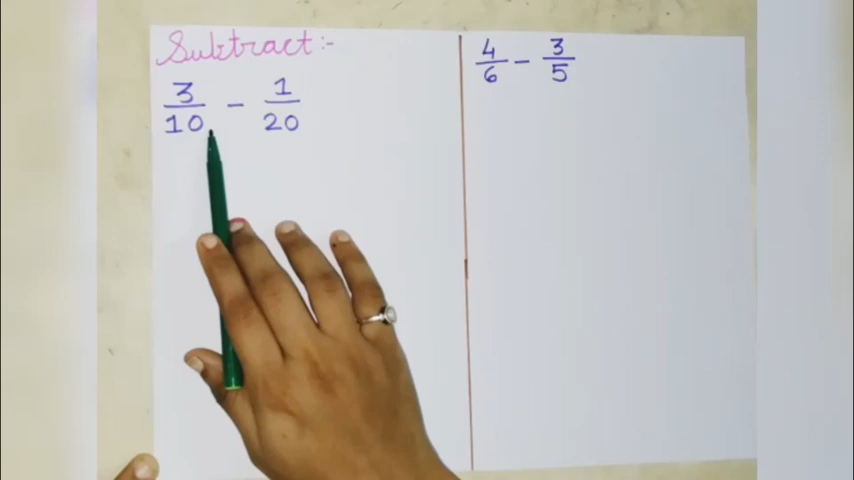 Subtract:-
3/10 - 1/20
4/6 - 3/5